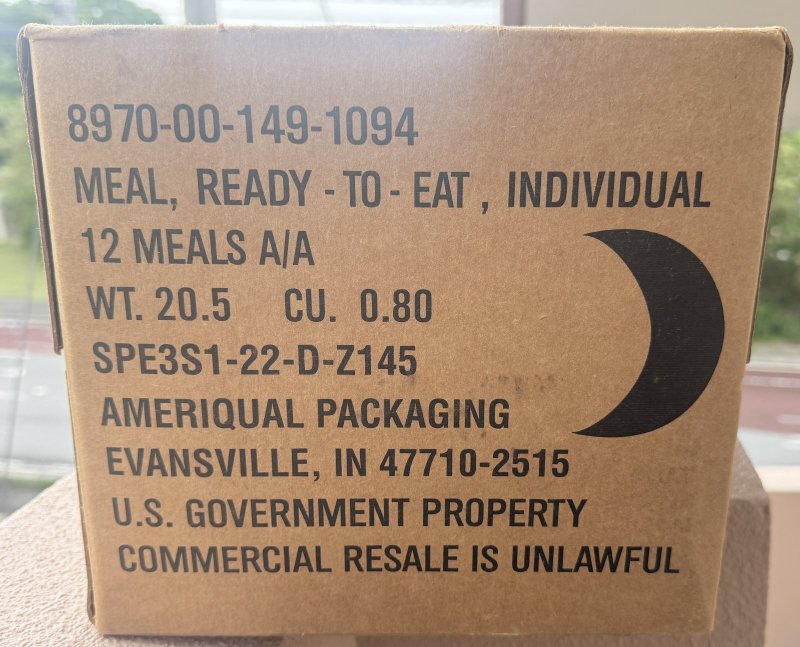 8970-00-149-1094
MEAL, READY - TO - EAT , INDIVIDUAL
12 MEALS A/A
WT. 20.5 CU. 0.80
SPE3S1-22-D-Z145
AMERIQUAL PACKAGING
EVANSVILLE, IN 47710-2515
U.S. GOVERNMENT PROPERTY
COMMERCIAL RESALE IS UNLAWFUL